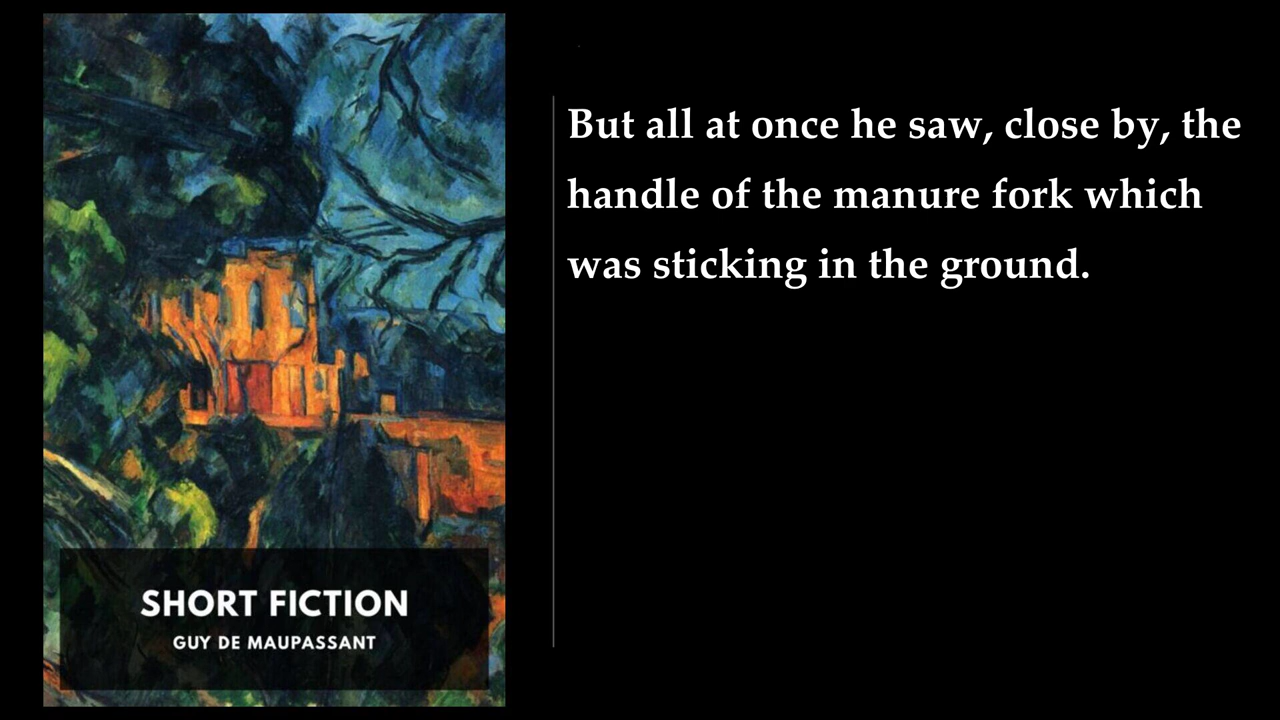 But all at once he saw, close by, the
handle of the manure fork which
was sticking in the ground.
SHORT FICTION
GUY DE MAUPASSANT